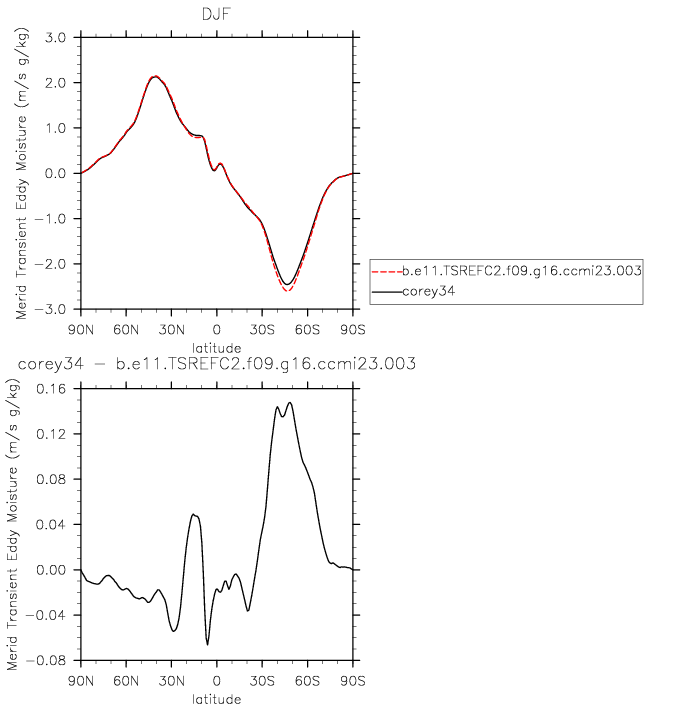 DJF
Merid Transient Eddy Moisture (m/s g/kg)
3.0
2.0
1.0
0.0
−1.0
−2.0
−3.0
90N 60N 30N 0 30S 60S 90S
latitude
b.e11.TSREFC2.f09.g16.ccmi23.003
corey34
corey34 − b.e11.TSREFC2.f09.g16.ccmi23.003
Merid Transient Eddy Moisture (m/s g/kg)
0.16
0.12
0.08
0.04
0.00
−0.04
−0.08
90N 60N 30N 0 30S 60S 90S
latitude